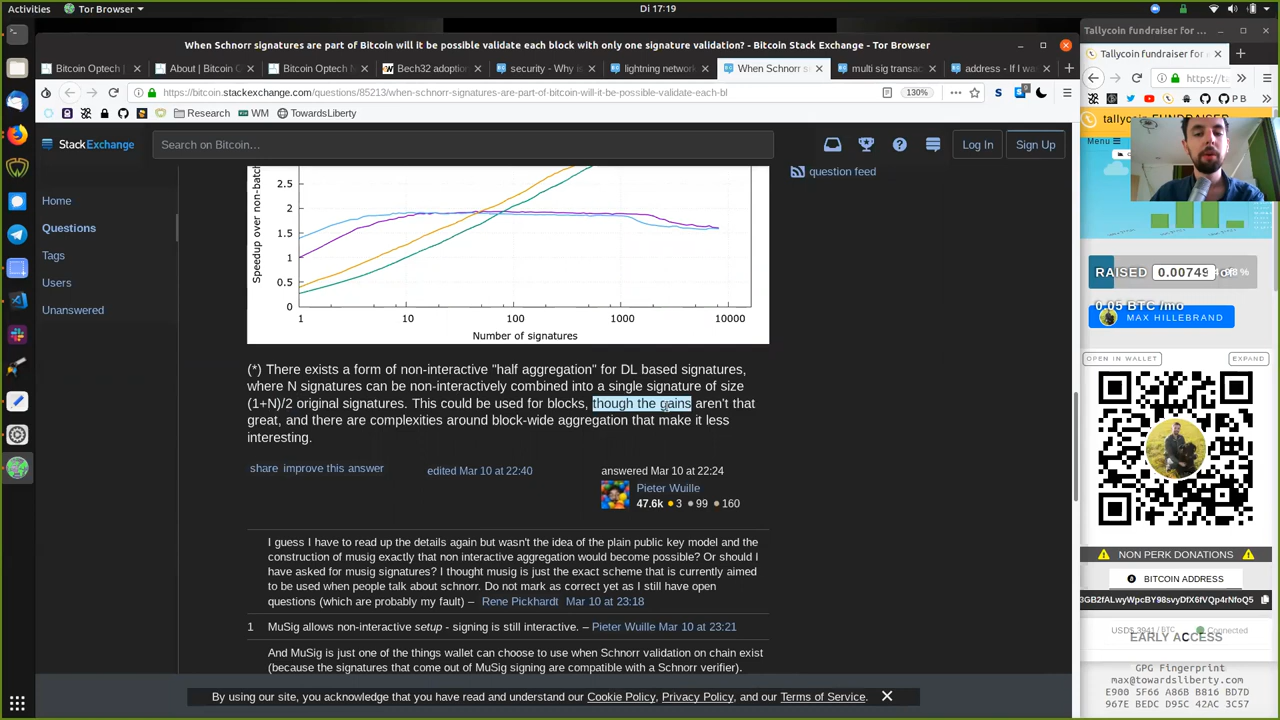 Activities
Tor Browser
Di 17:19
When Schnorr signatures are part of Bitcoin will it be possible validate each block with only one signature validation? - Bitcoin Stack Exchange - Tor Browser
Bitcoin Optech
About | Bitcoin O
Bitcoin Optech N
Bech32 adoptio
security - Why is
lightning network
When Schnorr s
multi sig transac
address - If I wa
https://bitcoin.stackexchange.com/questions/85213/when-schnorr-signatures-are-part-of-bitcoin-will-it-be-possible-validate-each-bl
130%
Research
WM
TowardsLiberty
StackExchange
Search on Bitcoin…
Log In
Sign Up
Home
Questions
Tags
Users
Unanswered
question feed
Speedup over non-batch
2.5
2
1.5
1
0.5
0
1
10
100
1000
10000
Number of signatures
(*) There exists a form of non-interactive "half aggregation" for DL based signatures,
where N signatures can be non-interactively combined into a single signature of size
(1+N)/2 original signatures. This could be used for blocks, though the gains aren't that
great, and there are complexities around block-wide aggregation that make it less
interesting.
share improve this answer
edited Mar 10 at 22:40
answered Mar 10 at 22:24
Pieter Wuille
47.6k 3 99 160
I guess I have to read up the details again but wasn't the idea of the plain public key model and the
construction of musig exactly that non interactive aggregation would become possible? Or should I
have asked for musig signatures? I thought musig is just the exact scheme that is currently aimed
to be used when people talk about schnorr. Do not mark as correct yet as I still have open
questions (which are probably my fault) – Rene Pickhardt Mar 10 at 23:18
1 MuSig allows non-interactive setup - signing is still interactive. – Pieter Wuille Mar 10 at 23:21
And MuSig is just one of the things wallet can choose to use when Schnorr validation on chain exist
(because the signatures that come out of MuSig signing are compatible with a Schnorr verifier).
By using our site, you acknowledge that you have read and understand our Cookie Policy, Privacy Policy, and our Terms of Service.
Tallycoin fundraiser for…
Tallycoin fundraiser for m
https://
P B
tallycoin FUNDRAISER
Menu
RAISED 0.00749 of
0.05 BTC /mo
MAX HILLEBRAND
OPEN IN WALLET
EXPAND
NON PERK DONATIONS
BITCOIN ADDRESS
3GB2fALwyWpcBY98svyDfX6fVQp4rNfoQ5
USD$ 3941 / BTC
Connected
EARLY ACCESS
GPG Fingerprint
max@towardsliberty.com
E900 5F66 A86B B816 BD7D
967E BEDC D95C 42AC 3C57